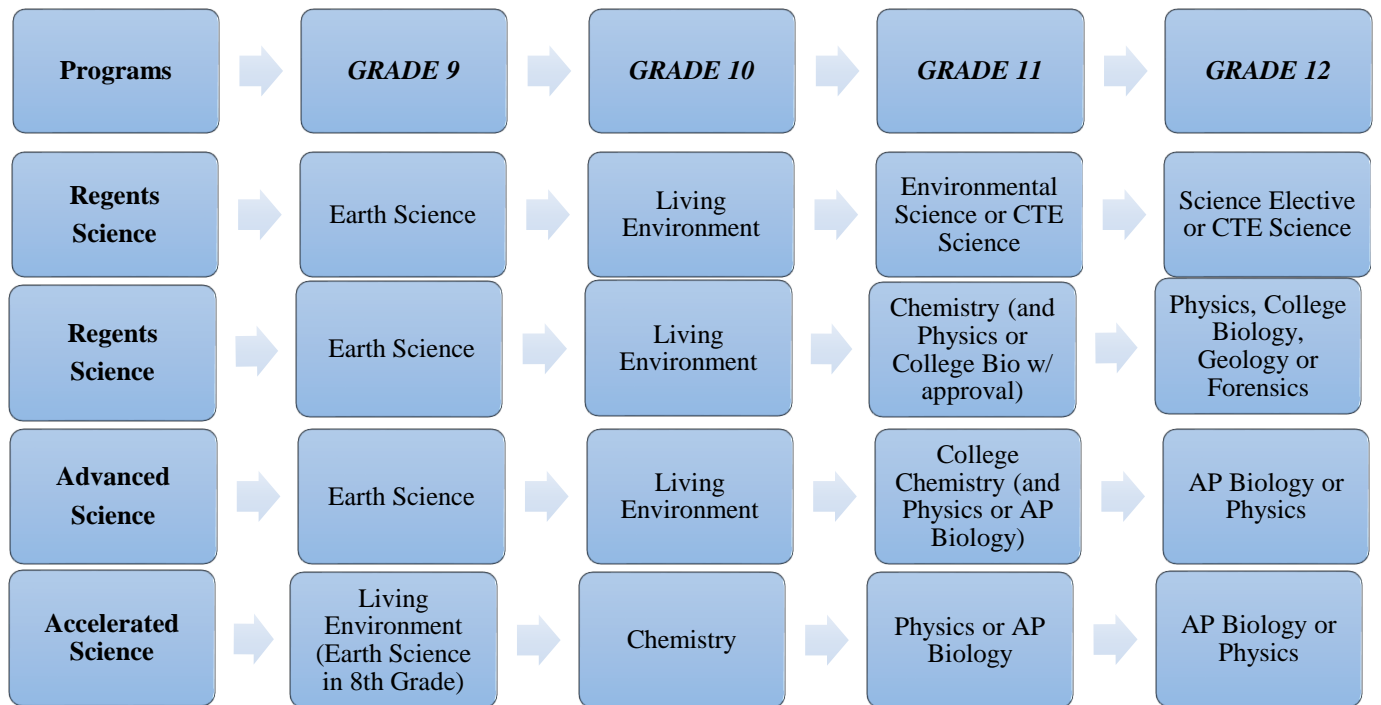 Programs
GRADE 9
GRADE 10
GRADE 11
GRADE 12
Regents
Science
Earth Science
Living
Environment
Environmental
Science or CTE
Science
Science Elective
or CTE Science
Regents
Science
Earth Science
Living
Environment
Chemistry (and
Physics or
College Bio w/
approval)
Physics, College
Biology,
Geology or
Forensics
Advanced
Science
Earth Science
Living
Environment
College
Chemistry (and
Physics or AP
Biology)
AP Biology or
Physics
Accelerated
Science
Living
Environment
(Earth Science
in 8th Grade)
Chemistry
Physics or AP
Biology
AP Biology or
Physics